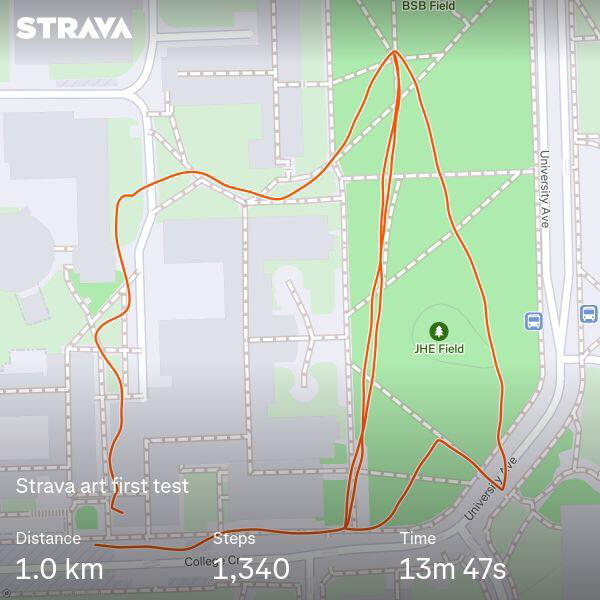 BSB Field
STRAVA
University Ave
JHE Field
University Ave
Strava art first test
Distance
Steps
Time
College Cr
1.0 km
1,340
13m 47s